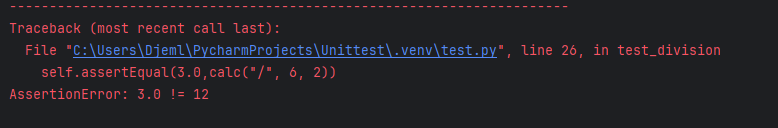 ----------------------------------------------------------------------
Traceback (most recent call last):
  File "C:\Users\Djeml\PycharmProjects\Unittest\.venv\test.py", line 26, in test_division
    self.assertEqual(3.0,calc("/", 6, 2))
AssertionError: 3.0 != 12